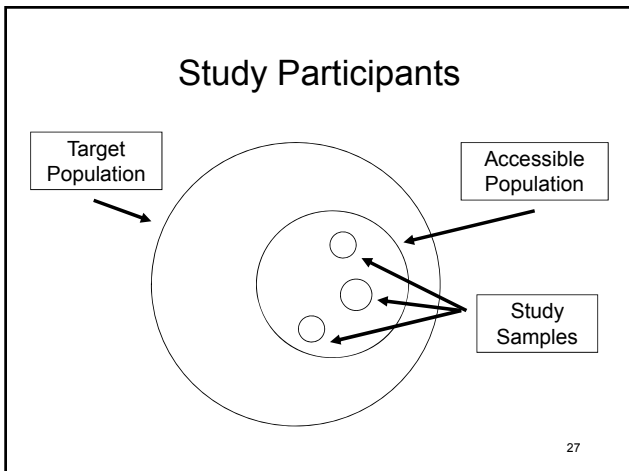 Study Participants
Target
Population
Accessible
Population
Study
Samples
27